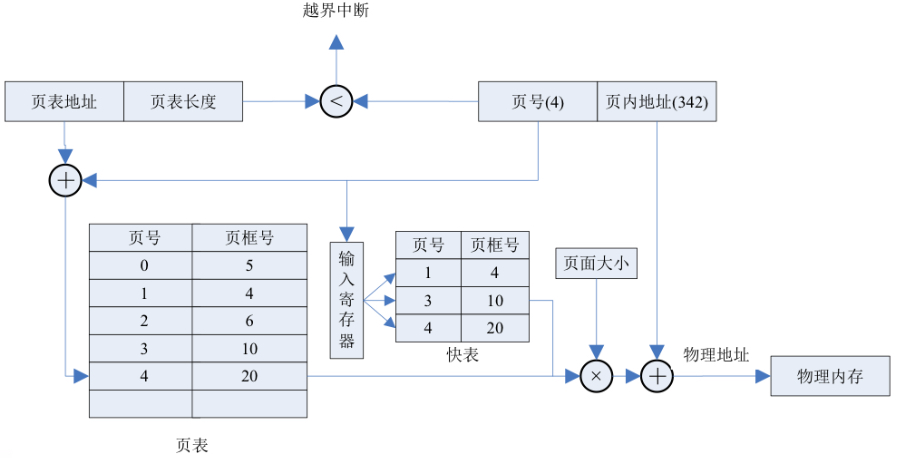 越界中断
页表地址 页表长度 < 页号(4) 页内地址(342)
+
页号 页框号
0 5
1 4
2 6
3 10
4 20
页表
输入寄存器
页号 页框号
1 4
3 10
4 20
快表
页面大小
× + 物理地址 物理内存